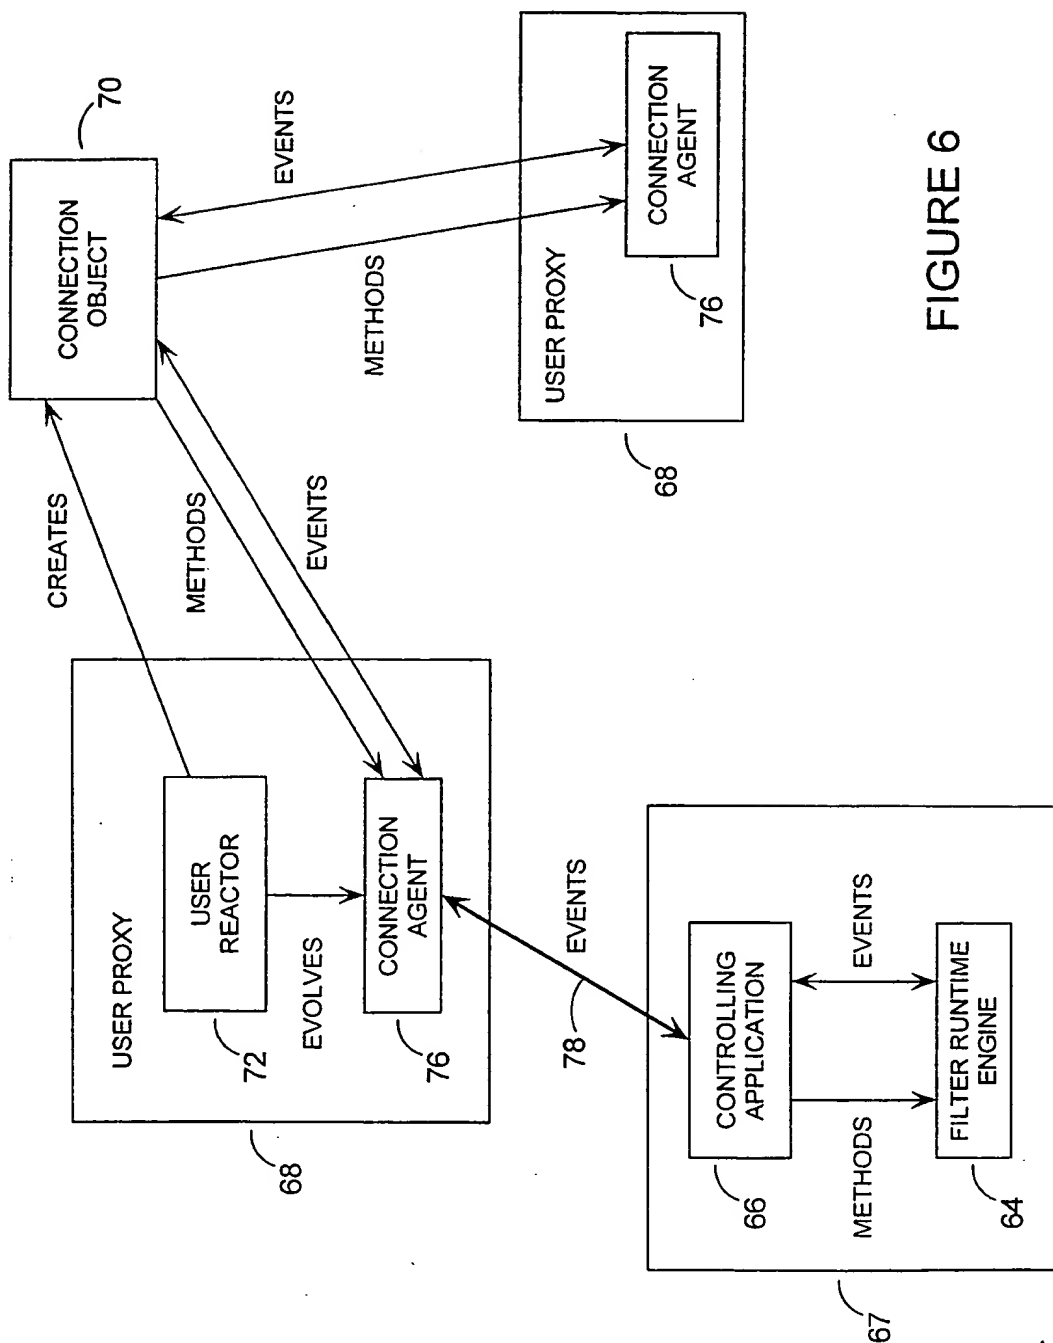 USER PROXY
USER
REACTOR
72
EVOLVES
CONNECTION
AGENT
76
68
CREATES
METHODS
EVENTS
CONNECTION
OBJECT
70
EVENTS
METHODS
USER PROXY
CONNECTION
AGENT
76
68
78
EVENTS
CONTROLLING
APPLICATION
66
METHODS
EVENTS
FILTER RUNTIME
ENGINE
64
67
FIGURE 6